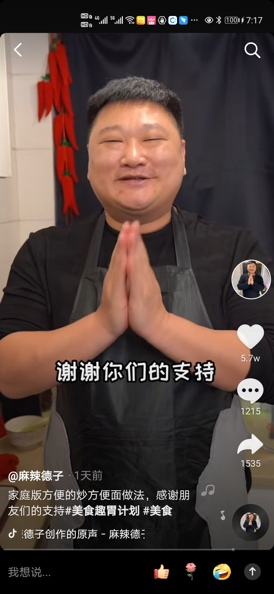 100
7:17
谢谢你们的支持
5.7w
1215
1535
@麻辣德子 · 1天前
家庭版方便的炒方便面做法，感谢朋
友们的支持#美食趣胃计划 #美食
德子创作的原声 - 麻辣德
我想说...